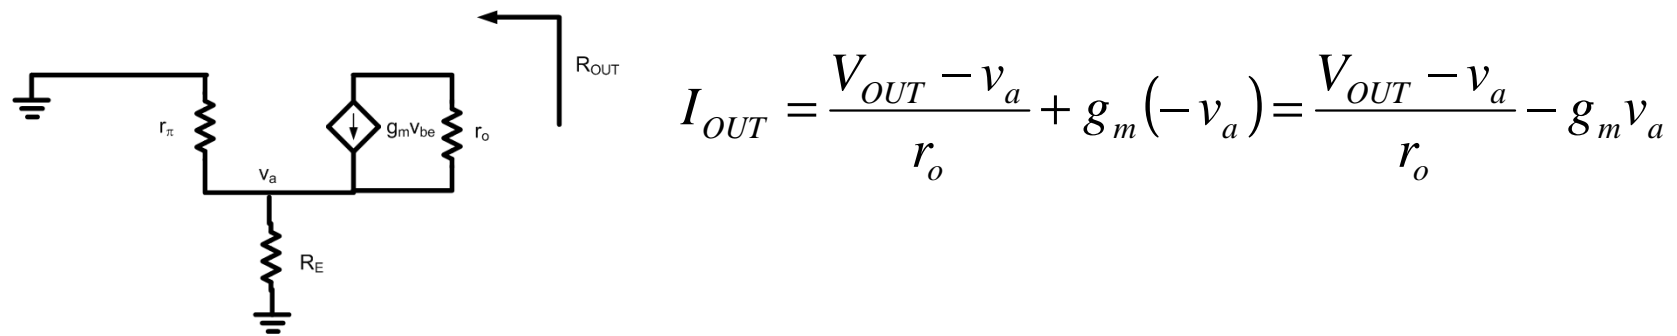 R_OUT
r_π
g_m v_be
r_o
v_a
R_E
I_OUT = (V_OUT − v_a)/r_o + g_m(−v_a) = (V_OUT − v_a)/r_o − g_m v_a